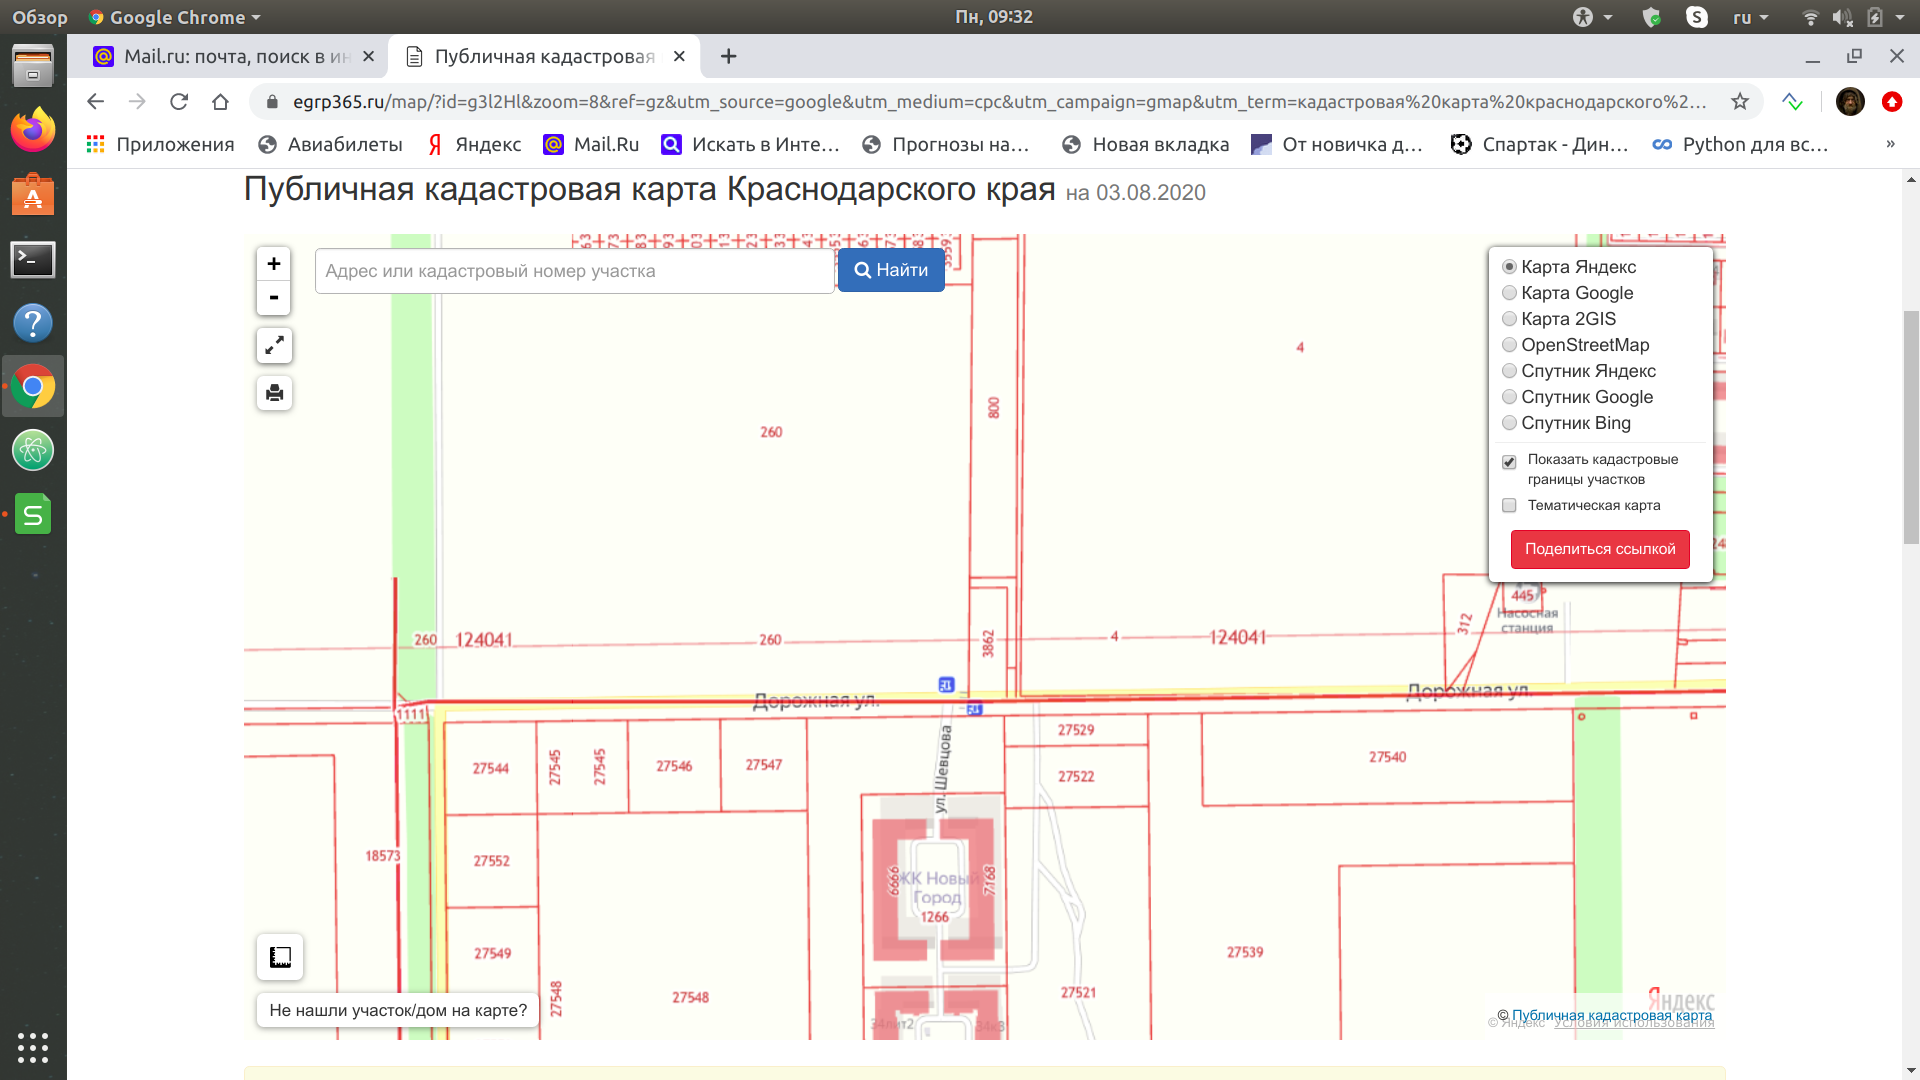 Обзор
Google Chrome
Пн, 09:32
ru
Mail.ru: почта, поиск в ин
Публичная кадастровая
egrp365.ru/map/?id=g3l2Hl&zoom=8&ref=gz&utm_source=google&utm_medium=cpc&utm_campaign=gmap&utm_term=кадастровая%20карта%20краснодарского%2...
Приложения
Авиабилеты
Яндекс
Mail.Ru
Искать в Инте...
Прогнозы на...
Новая вкладка
От новичка д...
Спартак - Дин...
Python для вс...
»
Публичная кадастровая карта Краснодарского края на 03.08.2020
+
-
Адрес или кадастровый номер участка
Найти
Карта Яндекс
Карта Google
Карта 2GIS
OpenStreetMap
Спутник Яндекс
Спутник Google
Спутник Bing
Показать кадастровые
границы участков
Тематическая карта
Поделиться ссылкой
4
800
260
445
Насосная
станция
312
260
124041
260
3862
4
124041
Дорожная ул.
Дорожная ул.
1111
27544
27545
27545
27546
27547
ул. Шевцова
27529
27522
27540
18573
27552
6666
ЖК Новый
Город
7168
1266
27549
27539
27548
27548
27521
34лит2
34к3
Не нашли участок/дом на карте?
Яндекс
© Публичная кадастровая карта
© Яндекс Условия использования